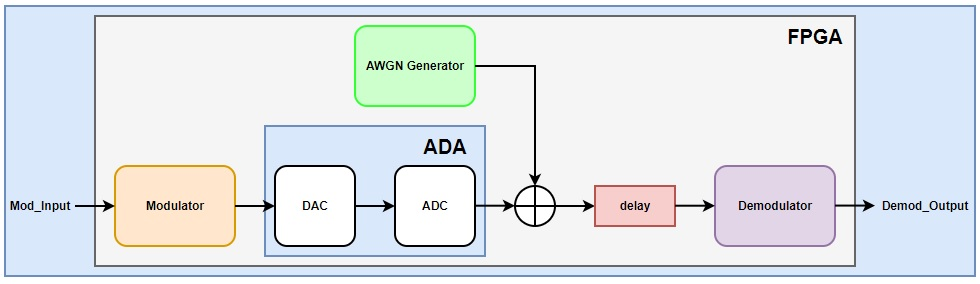 FPGA
AWGN Generator
ADA
Mod_Input
Modulator
DAC
ADC
delay
Demodulator
Demod_Output